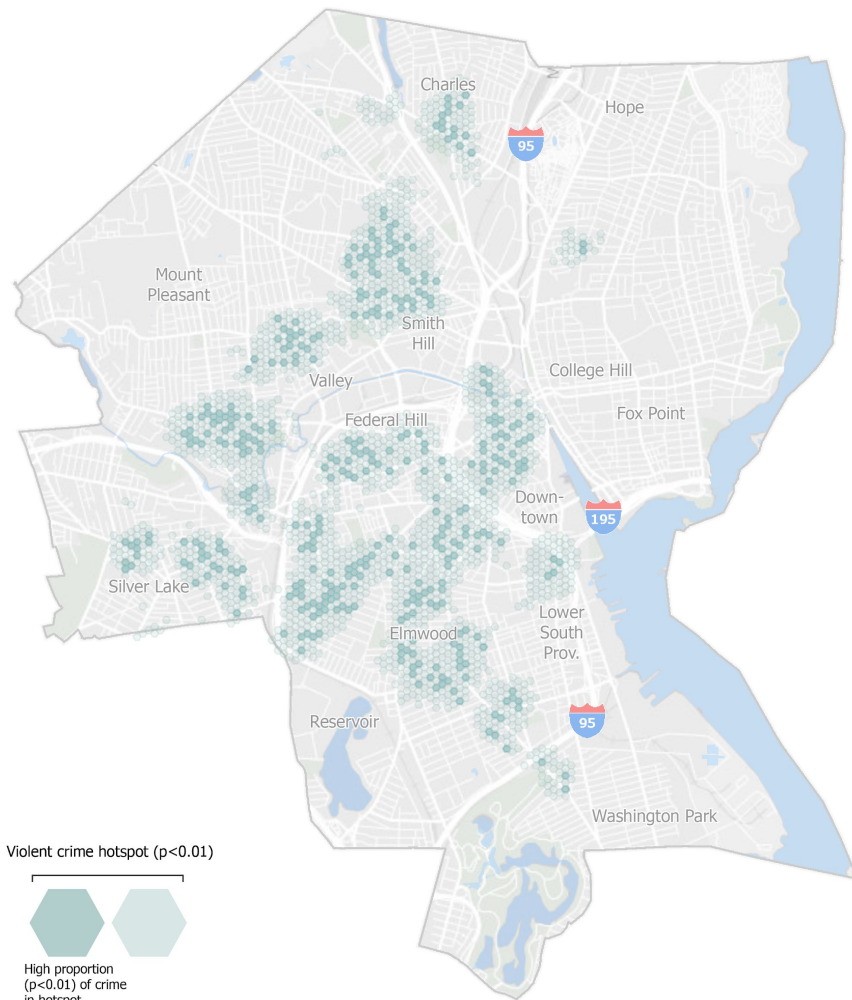 Charles
Hope
95
Mount
Pleasant
Smith
Hill
Valley
College Hill
Federal Hill
Fox Point
Down-
town
195
Silver Lake
Lower
South
Prov.
Elmwood
Reservoir
95
Washington Park
Violent crime hotspot (p<0.01)
High proportion
(p<0.01) of crime
in hotspot